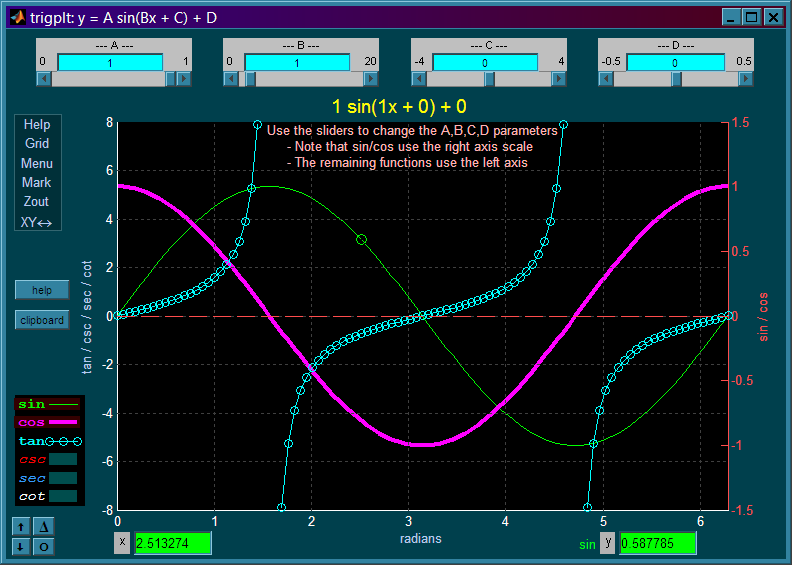 trigplt: y = A sin(Bx + C) + D
--- A ---
0 1 1
--- B ---
0 1 20
--- C ---
-4 0 4
--- D ---
-0.5 0 0.5
1 sin(1x + 0) + 0
Help
Grid
Menu
Mark
Zout
XY↔
help
clipboard
sin
cos
tan
csc
sec
cot
↑ Δ
↓ O
tan / csc / sec / cot
8
6
4
2
0
-2
-4
-6
-8
Use the sliders to change the A,B,C,D parameters
- Note that sin/cos use the right axis scale
- The remaining functions use the left axis
1.5
1
0.5
0
-0.5
-1
-1.5
sin / cos
0 1 2 3 4 5 6
radians
x 2.513274
sin y 0.587785